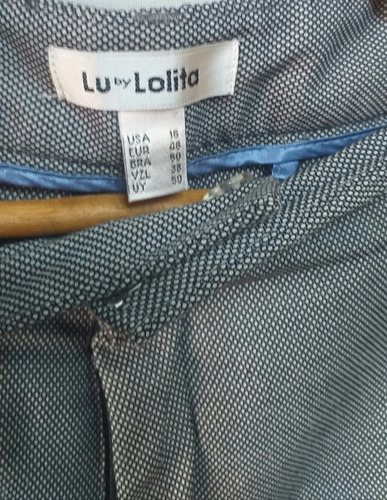 Lu by Lolita
USA 16
EUR 46
BRA 50
VZL 38
UY 50